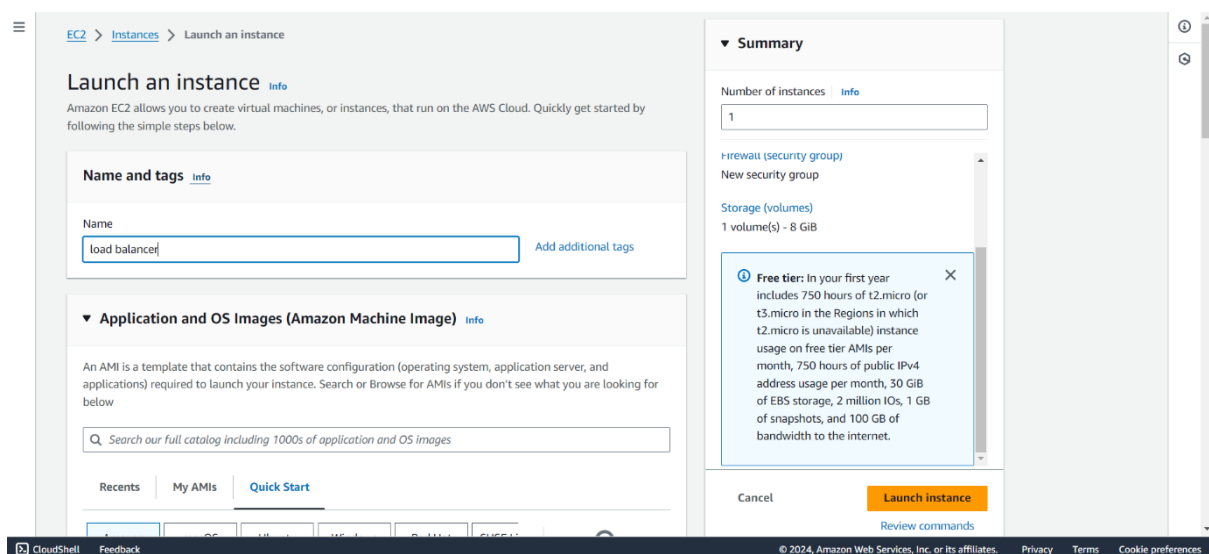 EC2 > Instances > Launch an instance
Launch an instance Info
Amazon EC2 allows you to create virtual machines, or instances, that run on the AWS Cloud. Quickly get started by
following the simple steps below.
Name and tags Info
Name
load balancer
Add additional tags
Application and OS Images (Amazon Machine Image) Info
An AMI is a template that contains the software configuration (operating system, application server, and
applications) required to launch your instance. Search or Browse for AMIs if you don't see what you are looking for
below
Search our full catalog including 1000s of application and OS images
Recents
My AMIs
Quick Start
Summary
Number of instances Info
1
Firewall (security group)
New security group
Storage (volumes)
1 volume(s) - 8 GiB
Free tier: In your first year
includes 750 hours of t2.micro (or
t3.micro in the Regions in which
t2.micro is unavailable) instance
usage on free tier AMIs per
month, 750 hours of public IPv4
address usage per month, 30 GiB
of EBS storage, 2 million IOs, 1 GB
of snapshots, and 100 GB of
bandwidth to the internet.
Cancel
Launch instance
Review commands
CloudShell Feedback
© 2024, Amazon Web Services, Inc. or its affiliates. Privacy Terms Cookie preferences